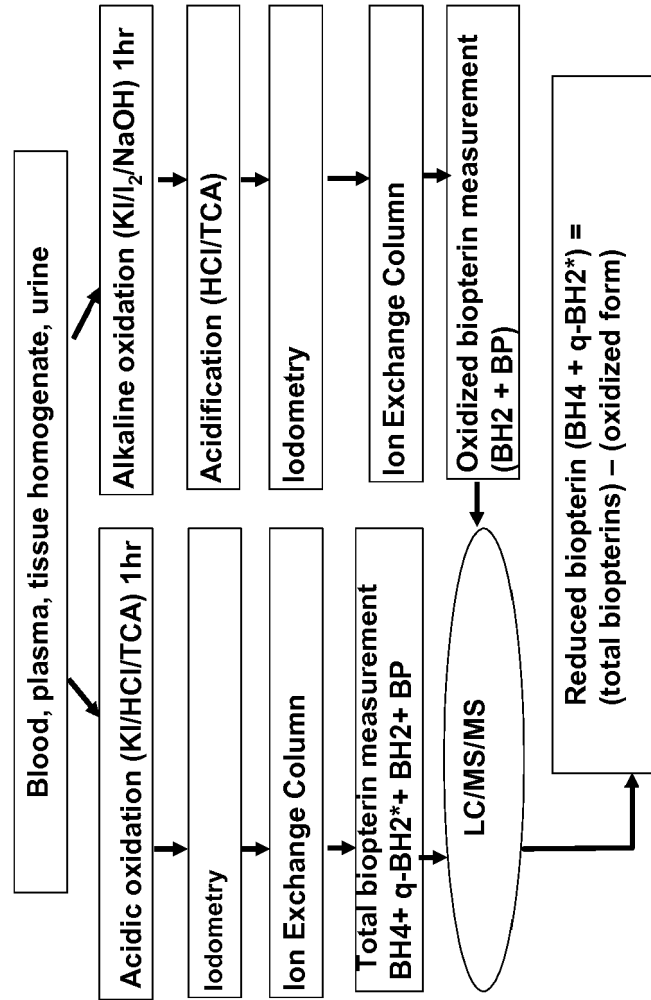 Blood, plasma, tissue homogenate, urine
Acidic oxidation (KI/HCl/TCA) 1hr
Iodometry
Ion Exchange Column
Total biopterin measurement
BH4+ q-BH2*+ BH2+ BP
Alkaline oxidation (KI/I₂/NaOH) 1hr
Acidification (HCl/TCA)
Iodometry
Ion Exchange Column
Oxidized biopterin measurement
(BH2 + BP)
LC/MS/MS
Reduced biopterin (BH4 + q-BH2*) =
(total biopterins) – (oxidized form)